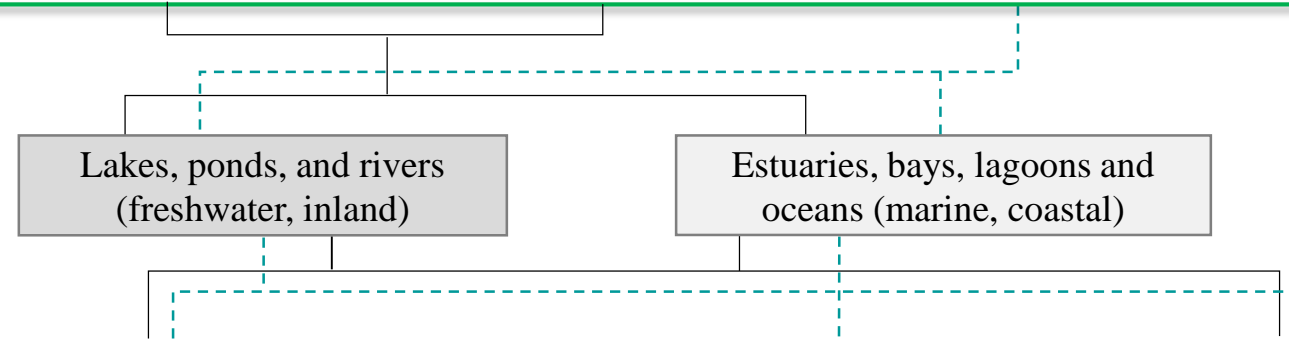 Lakes, ponds, and rivers
(freshwater, inland)
Estuaries, bays, lagoons and
oceans (marine, coastal)